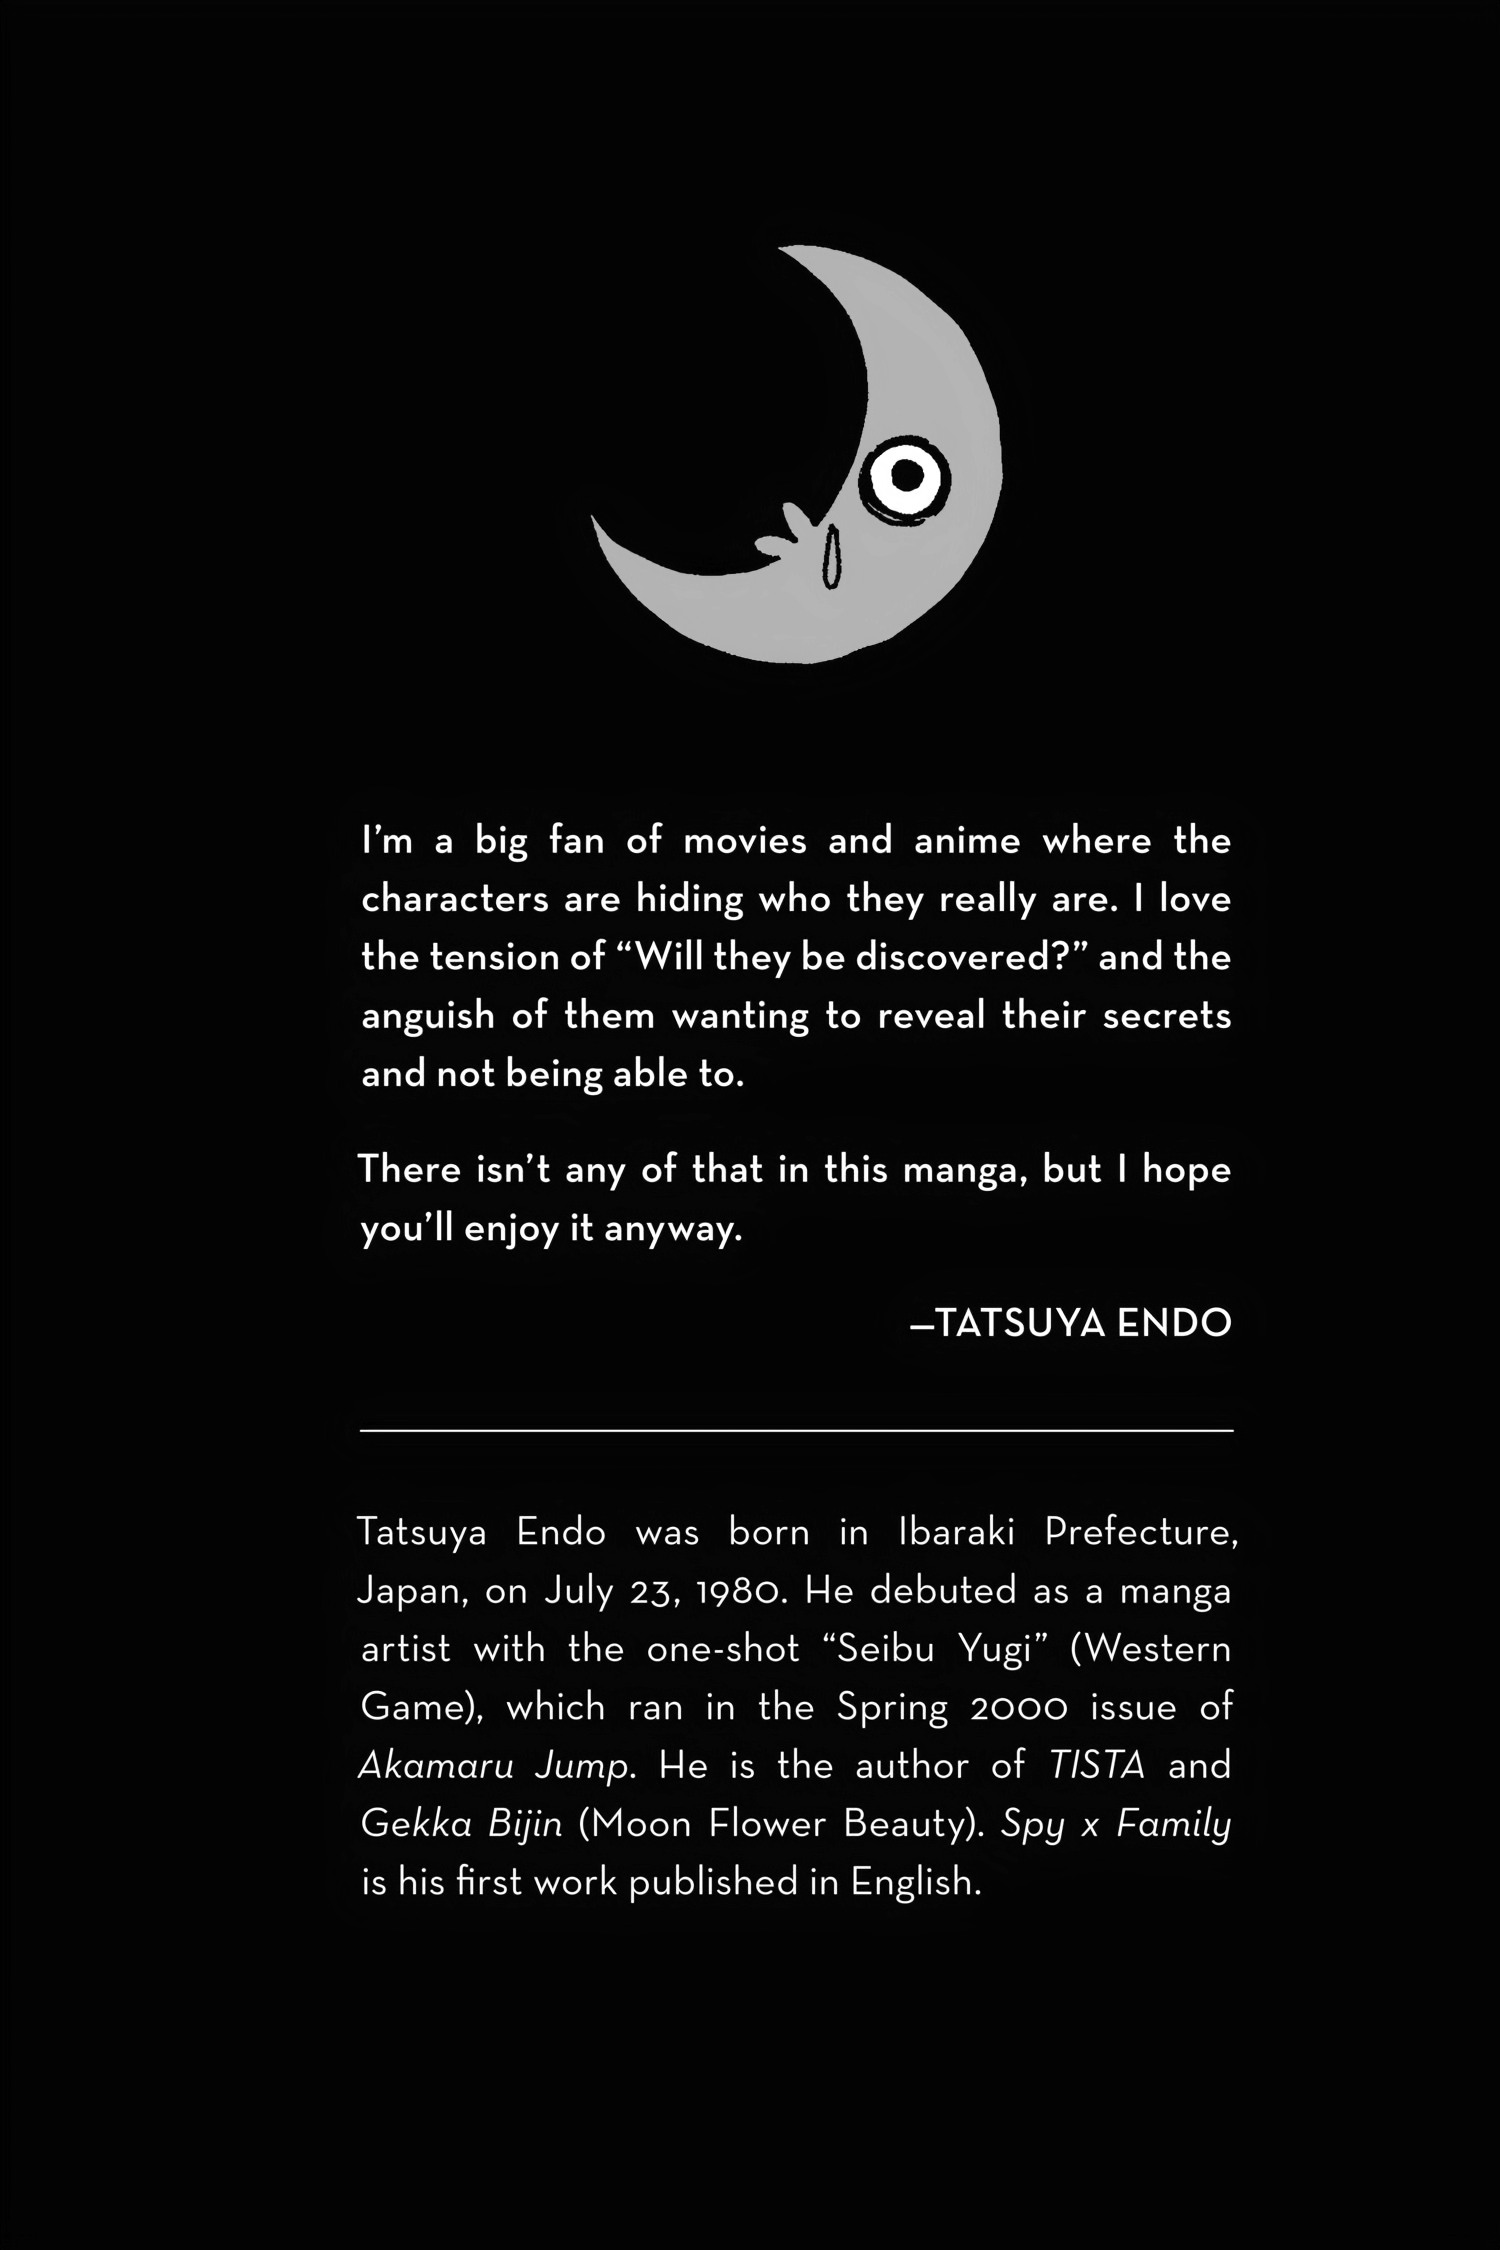 I’m a big fan of movies and anime where the
characters are hiding who they really are. I love
the tension of “Will they be discovered?” and the
anguish of them wanting to reveal their secrets
and not being able to.
There isn’t any of that in this manga, but I hope
you’ll enjoy it anyway.
—TATSUYA ENDO
Tatsuya Endo was born in Ibaraki Prefecture,
Japan, on July 23, 1980. He debuted as a manga
artist with the one-shot “Seibu Yugi” (Western
Game), which ran in the Spring 2000 issue of
Akamaru Jump. He is the author of TISTA and
Gekka Bijin (Moon Flower Beauty). Spy x Family
is his first work published in English.